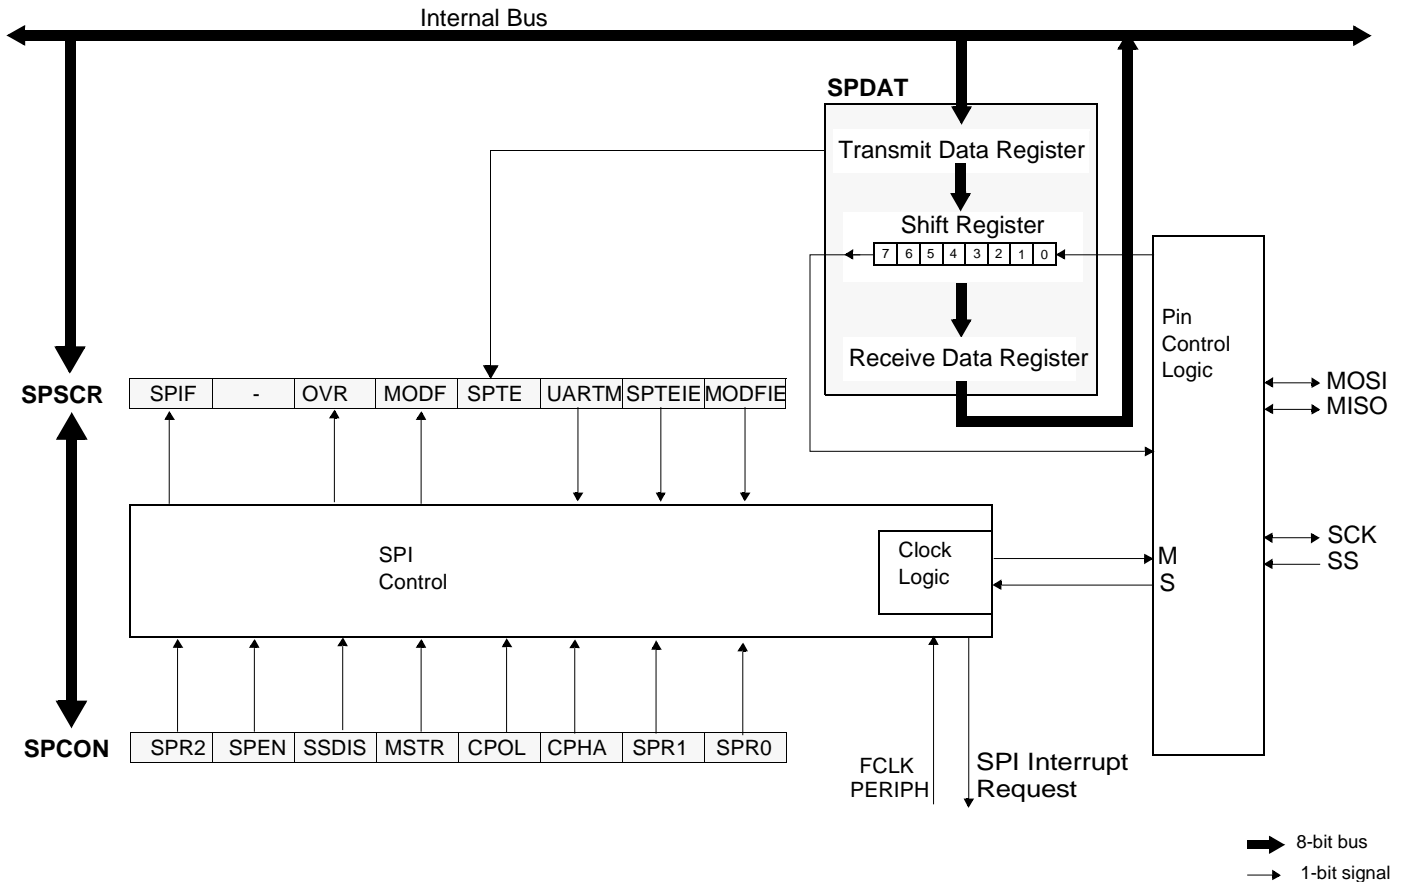 Internal Bus
SPDAT
Transmit Data Register
Shift Register
7 6 5 4 3 2 1 0
Receive Data Register
Pin
Control
Logic
MOSI
MISO
SCK
SS
SPSCR
SPIF - OVR MODF SPTE UARTM SPTEIE MODFIE
SPI
Control
Clock
Logic
M
S
SPCON
SPR2 SPEN SSDIS MSTR CPOL CPHA SPR1 SPR0
FCLK
PERIPH
SPI Interrupt
Request
8-bit bus
1-bit signal